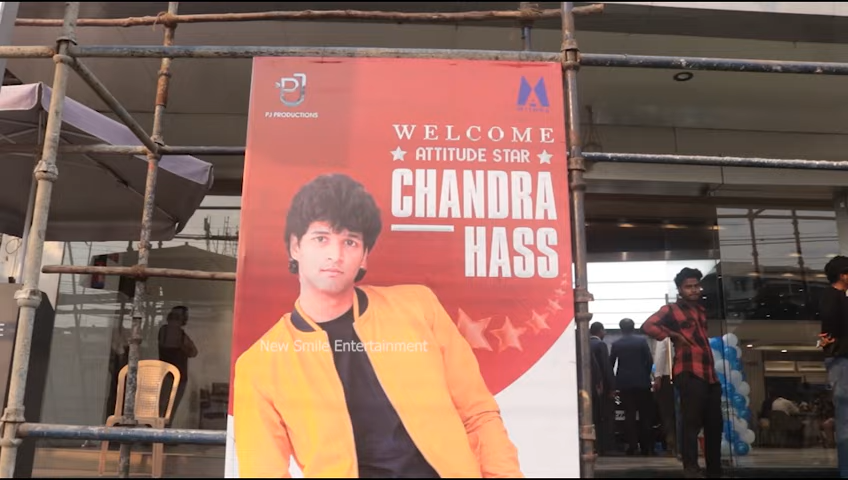 PJ PRODUCTIONS
WELCOME
ATTITUDE STAR
CHANDRA
HASS
New Smile Entertainment